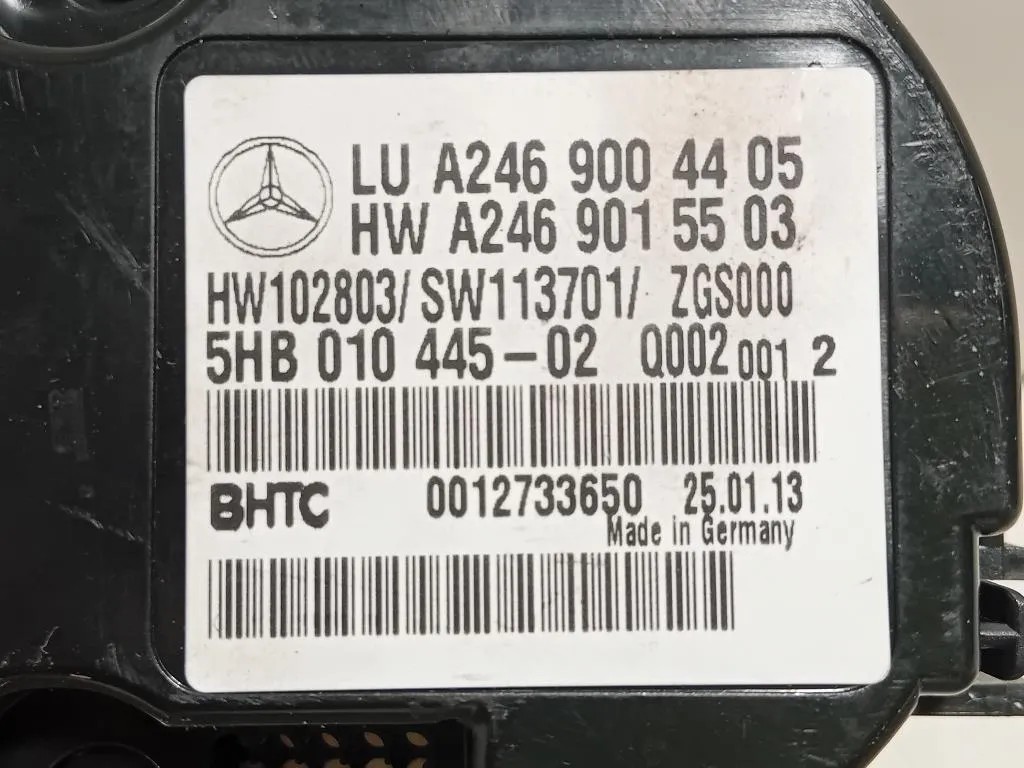 LU A246 900 44 05
HW A246 901 55 03
HW102803/ SW113701/ ZGS000
5HB 010 445-02 Q002 001 2
BHTC 0012733650 25.01.13
Made in Germany